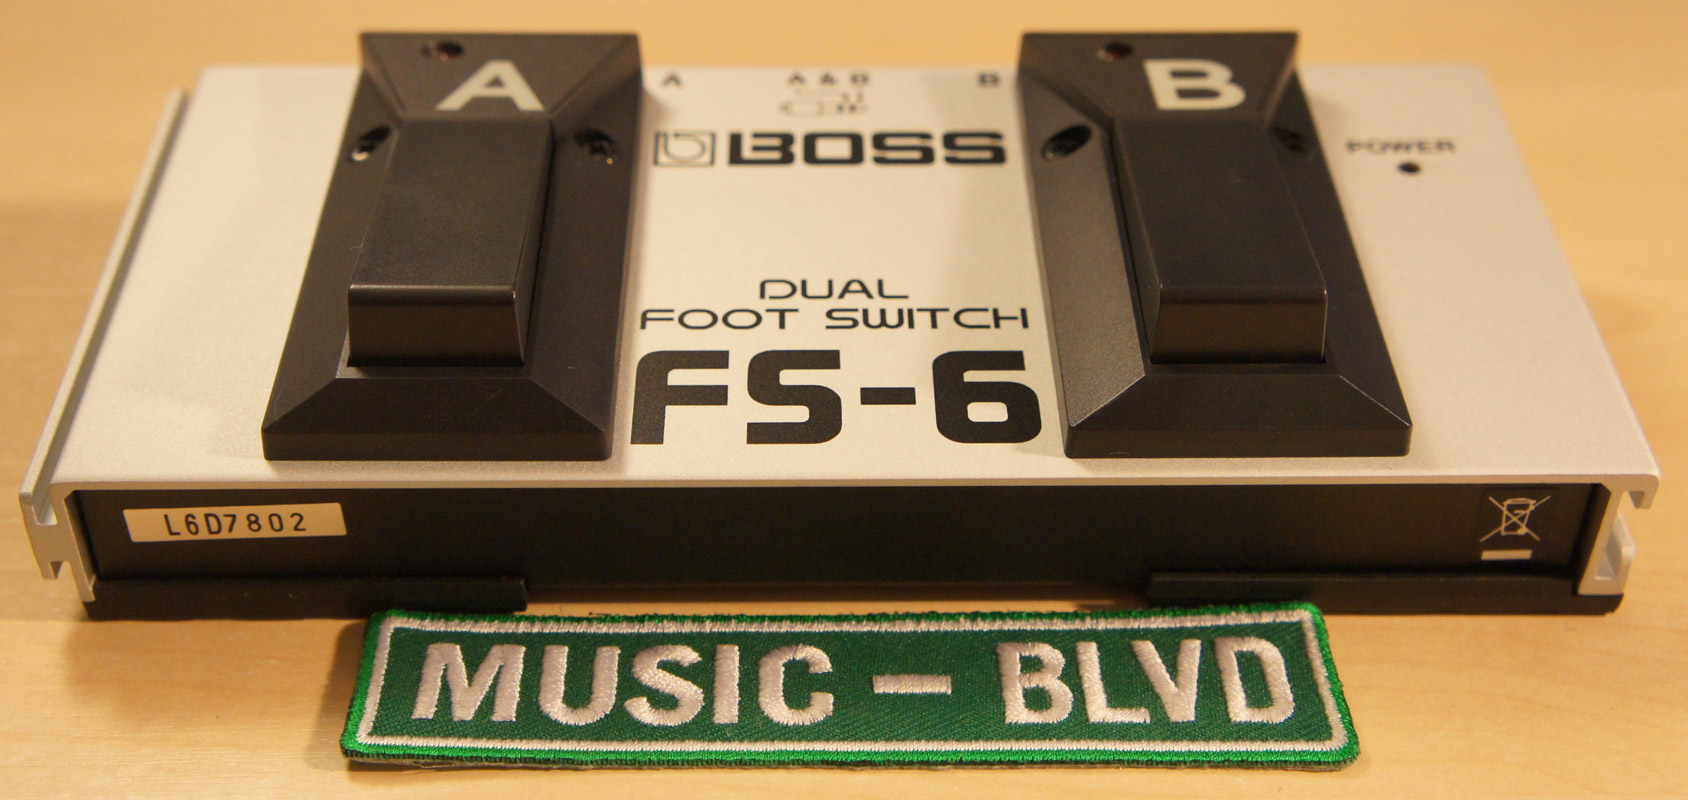 A
A
A & B
B
B
BOSS
POWER
DUAL
FOOT SWITCH
FS-6
L6D7802
MUSIC - BLVD